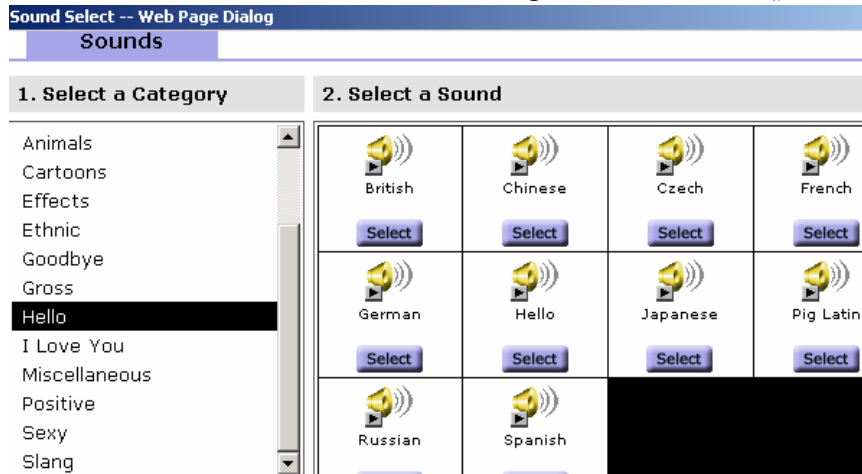 Sound Select -- Web Page Dialog
Sounds
1. Select a Category
2. Select a Sound
Animals
Cartoons
Effects
Ethnic
Goodbye
Gross
Hello
I Love You
Miscellaneous
Positive
Sexy
Slang
British Chinese Czech French
Select Select Select Select
German Hello Japanese Pig Latin
Select Select Select Select
Russian Spanish